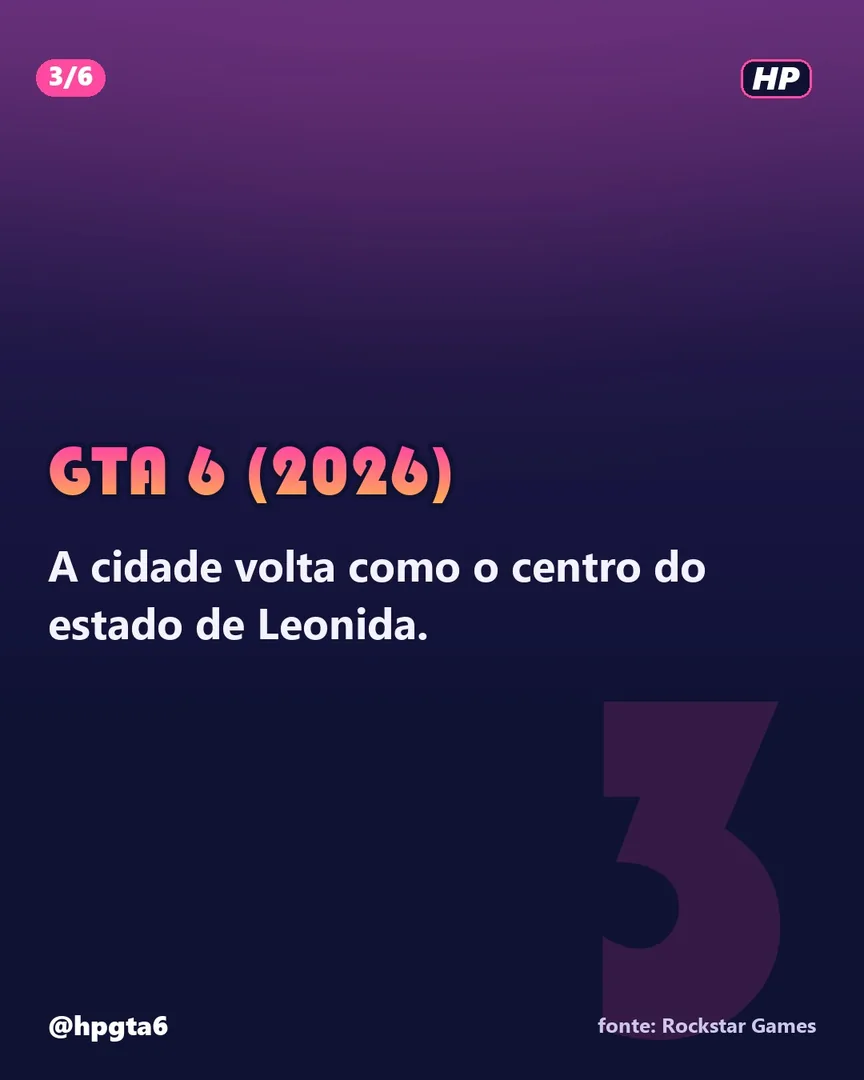 3/6
HP
GTA 6 (2026)
A cidade volta como o centro do
estado de Leonida.
3
@hpgta6
fonte: Rockstar Games